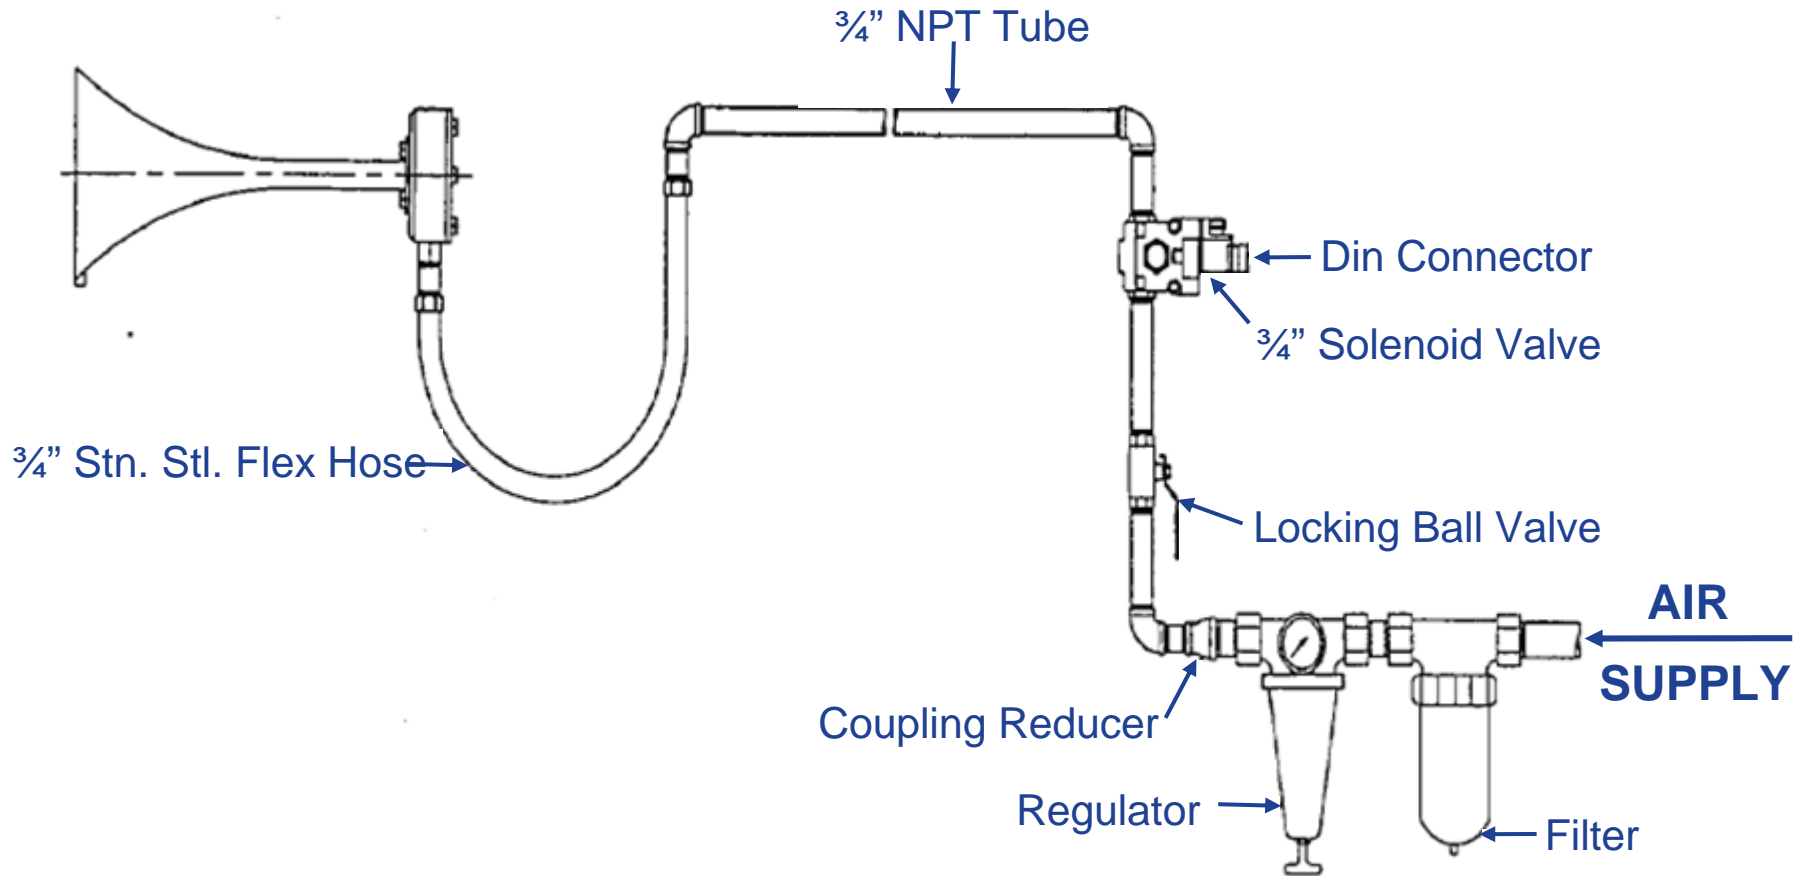 ¾” NPT Tube
Din Connector
¾” Solenoid Valve
¾” Stn. Stl. Flex Hose
Locking Ball Valve
AIR
SUPPLY
Coupling Reducer
Regulator
Filter